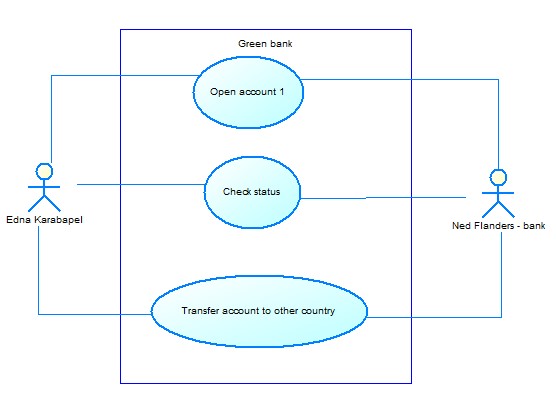 Green bank
Open account 1
Check status
Edna Karabapel
Ned Flanders - bank
Transfer account to other country